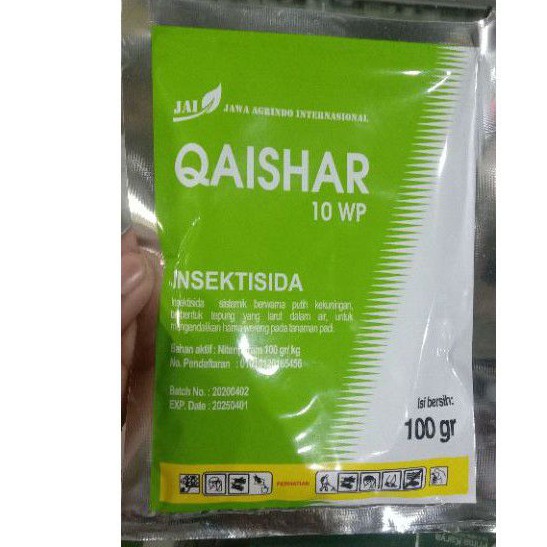 JAI JAWA AGRINDO INTERNASIONAL
QAISHAR
10 WP
INSEKTISIDA
Insektisida sistemik berwarna putih kekuningan,
berbentuk tepung yang larut dalam air, untuk
mengendalikan hama wereng pada tanaman padi.
Bahan aktif : Nitenpyram 100 gr/ kg
No. Pendaftaran :
Batch No. : 20200402
EXP. Date : 20250401
Isi bersih:
100 gr
PERHATIAN